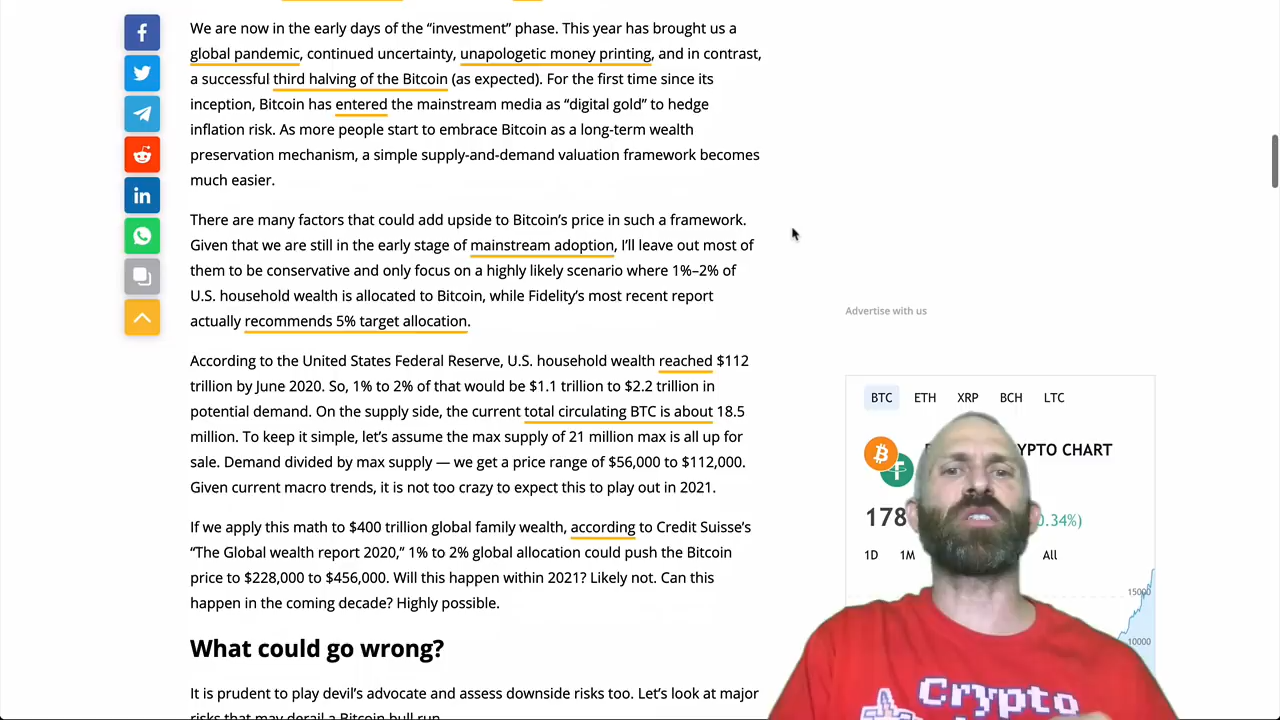 We are now in the early days of the “investment” phase. This year has brought us a
global pandemic, continued uncertainty, unapologetic money printing, and in contrast,
a successful third halving of the Bitcoin (as expected). For the first time since its
inception, Bitcoin has entered the mainstream media as “digital gold” to hedge
inflation risk. As more people start to embrace Bitcoin as a long-term wealth
preservation mechanism, a simple supply-and-demand valuation framework becomes
much easier.
There are many factors that could add upside to Bitcoin’s price in such a framework.
Given that we are still in the early stage of mainstream adoption, I’ll leave out most of
them to be conservative and only focus on a highly likely scenario where 1%–2% of
U.S. household wealth is allocated to Bitcoin, while Fidelity’s most recent report
actually recommends 5% target allocation.
According to the United States Federal Reserve, U.S. household wealth reached $112
trillion by June 2020. So, 1% to 2% of that would be $1.1 trillion to $2.2 trillion in
potential demand. On the supply side, the current total circulating BTC is about 18.5
million. To keep it simple, let’s assume the max supply of 21 million max is all up for
sale. Demand divided by max supply — we get a price range of $56,000 to $112,000.
Given current macro trends, it is not too crazy to expect this to play out in 2021.
If we apply this math to $400 trillion global family wealth, according to Credit Suisse’s
“The Global wealth report 2020,” 1% to 2% global allocation could push the Bitcoin
price to $228,000 to $456,000. Will this happen within 2021? Likely not. Can this
happen in the coming decade? Highly possible.
What could go wrong?
It is prudent to play devil’s advocate and assess downside risks too. Let’s look at major
risks that may derail a Bitcoin bull run.
Advertise with us
BTC ETH XRP BCH LTC
YPTO CHART
178 0.34%)
1D 1M All
15000
10000
Crypto